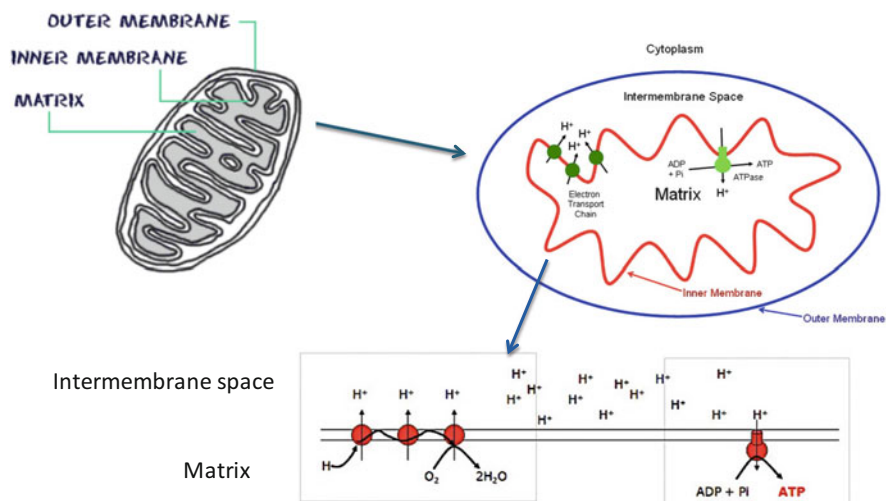 OUTER MEMBRANE
INNER MEMBRANE
MATRIX
Cytoplasm
Intermembrane Space
H⁺
H⁺
H⁺
ADP
+ Pi
ATP
ATPase
H⁺
Matrix
Electron
Transport
Chain
Inner Membrane
Outer Membrane
Intermembrane space
H⁺ H⁺ H⁺
H⁺ H⁺ H⁺ H⁺ H⁺ H⁺ H⁺
H⁺ H⁺ H⁺ H⁺ H⁺ H⁺ H⁺
Matrix
H
O₂ 2H₂O
ADP + Pi ATP